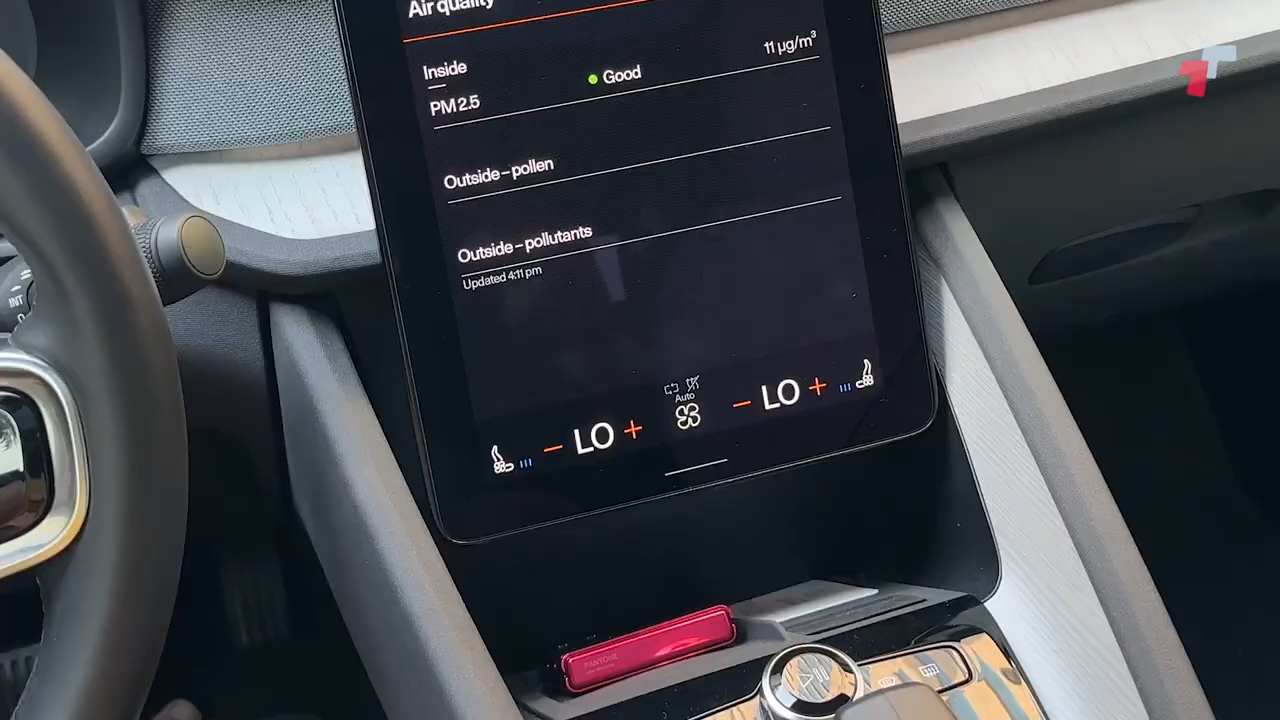 Air quality
Inside
PM 2.5
Good
11 µg/m³
Outside – pollen
Outside – pollutants
Updated 4:11 pm
Auto
– LO +
– LO +
INT
PANTONE